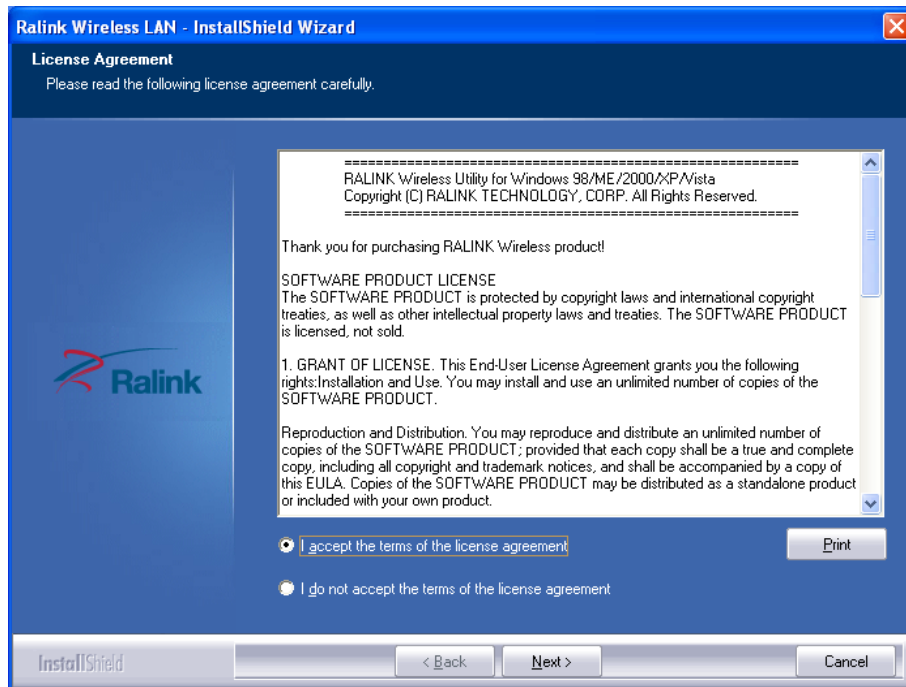 Ralink Wireless LAN - InstallShield Wizard
License Agreement
Please read the following license agreement carefully.
==========================================================
RALINK Wireless Utility for Windows 98/ME/2000/XP/Vista
Copyright (C) RALINK TECHNOLOGY, CORP. All Rights Reserved.
==========================================================
Thank you for purchasing RALINK Wireless product!
SOFTWARE PRODUCT LICENSE
The SOFTWARE PRODUCT is protected by copyright laws and international copyright
treaties, as well as other intellectual property laws and treaties. The SOFTWARE PRODUCT
is licensed, not sold.
1. GRANT OF LICENSE. This End-User License Agreement grants you the following
rights:Installation and Use. You may install and use an unlimited number of copies of the
SOFTWARE PRODUCT.
Reproduction and Distribution. You may reproduce and distribute an unlimited number of
copies of the SOFTWARE PRODUCT; provided that each copy shall be a true and complete
copy, including all copyright and trademark notices, and shall be accompanied by a copy of
this EULA. Copies of the SOFTWARE PRODUCT may be distributed as a standalone product
or included with your own product.
Ralink
I accept the terms of the license agreement
Print
I do not accept the terms of the license agreement
InstallShield
< Back
Next >
Cancel